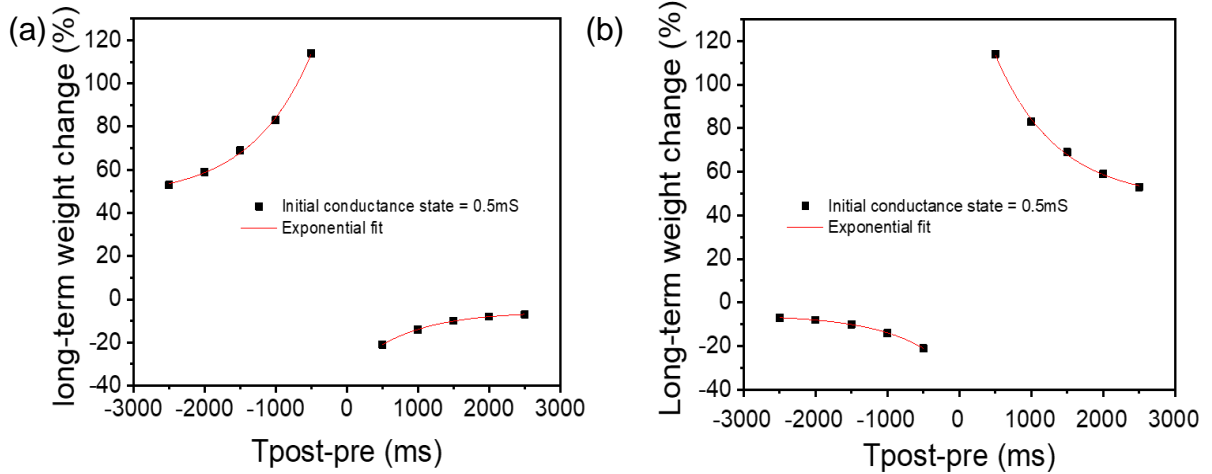 (a)
long-term weight change (%)
120
100
80
60
40
20
0
-20
-40
-3000 -2000 -1000 0 1000 2000 3000
Tpost-pre (ms)
Initial conductance state = 0.5mS
Exponential fit
(b)
Long-term weight change (%)
120
100
80
60
40
20
0
-20
-40
-3000 -2000 -1000 0 1000 2000 3000
Tpost-pre (ms)
Initial conductance state = 0.5mS
Exponential fit